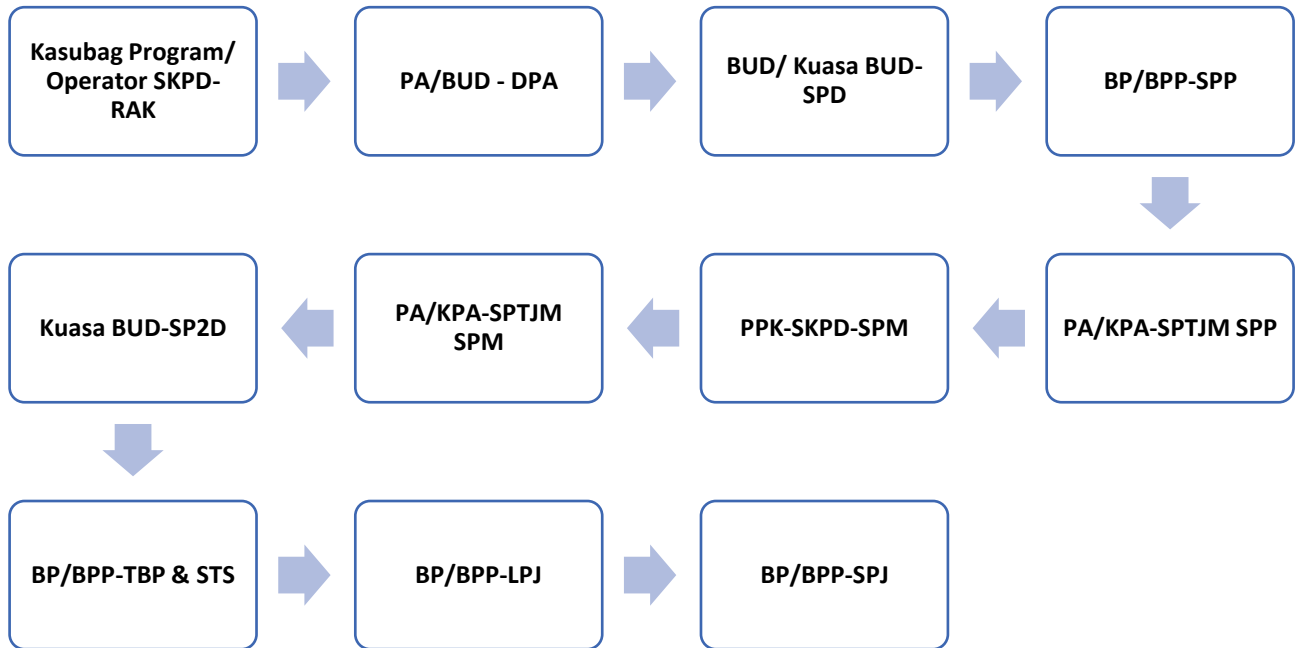 Kasubag Program/
Operator SKPD-
RAK
PA/BUD - DPA
BUD/ Kuasa BUD-
SPD
BP/BPP-SPP
PA/KPA-SPTJM SPP
PPK-SKPD-SPM
PA/KPA-SPTJM
SPM
Kuasa BUD-SP2D
BP/BPP-TBP & STS
BP/BPP-LPJ
BP/BPP-SPJ